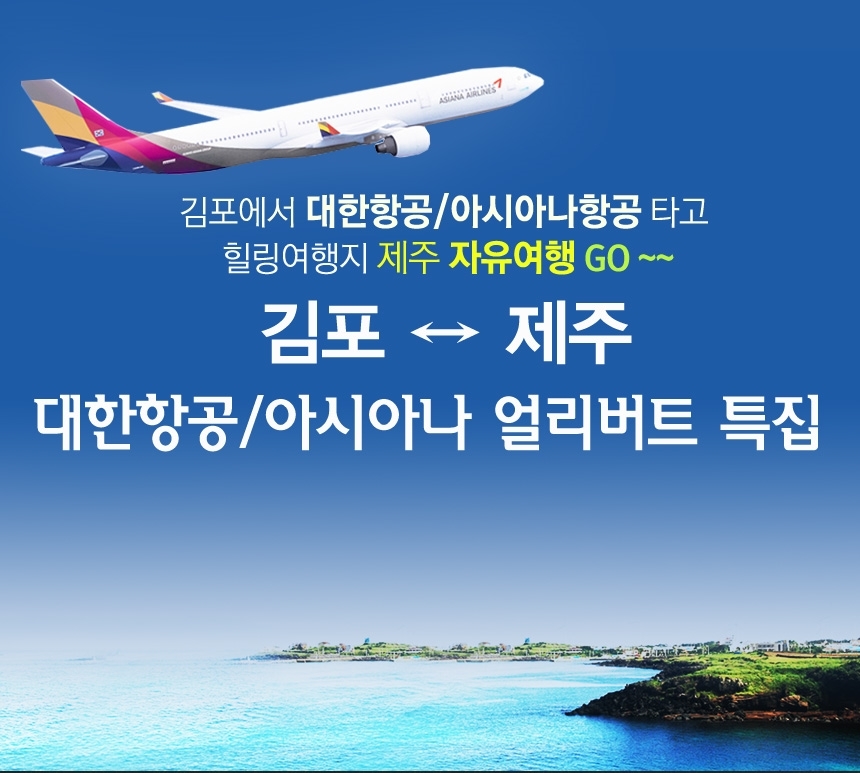 ASIANA AIRLINES
김포에서 대한항공/아시아나항공 타고
힐링여행지 제주 자유여행 GO ~~
김포 ↔ 제주
대한항공/아시아나 얼리버트 특집